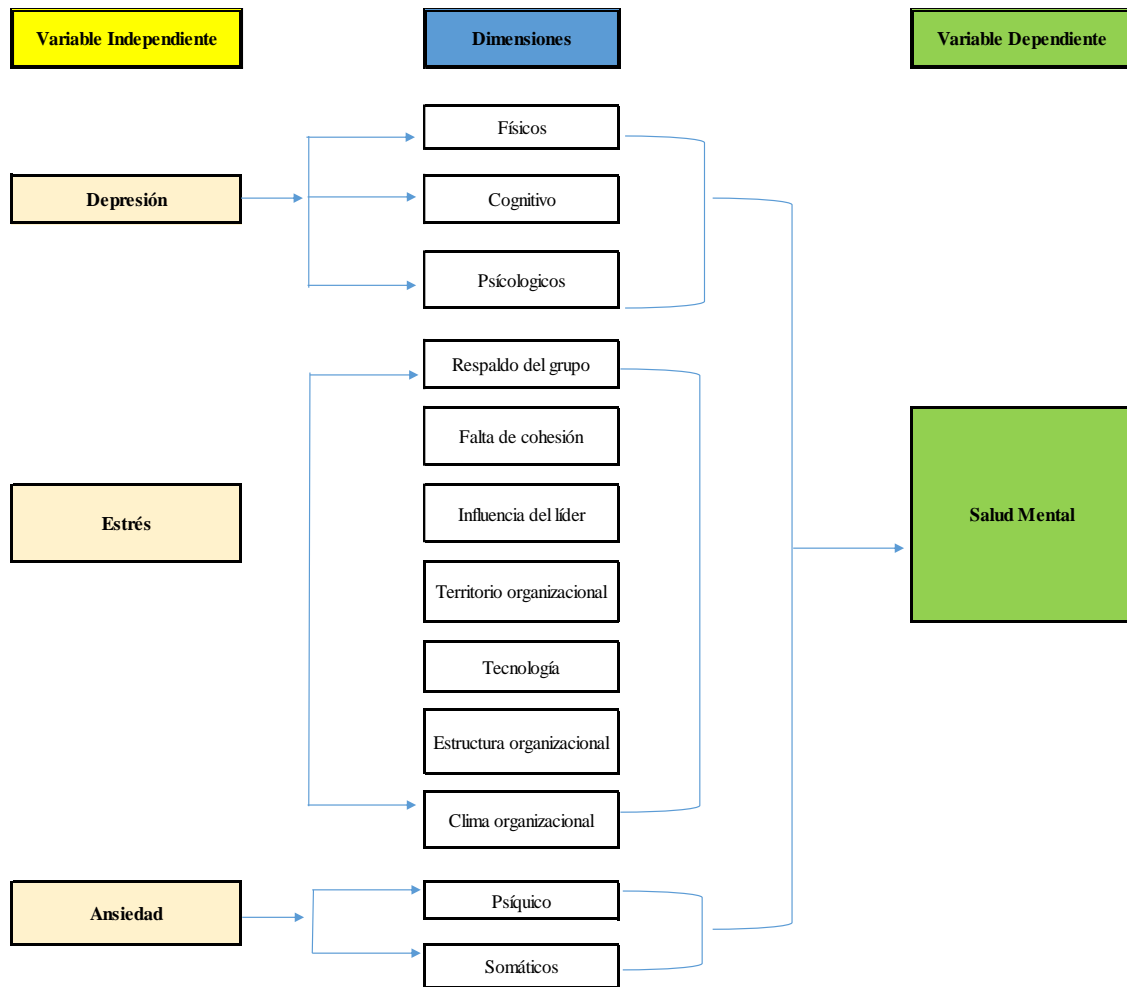 Variable Independiente
Dimensiones
Variable Dependiente
Físicos
Depresión
Cognitivo
Psícologicos
Respaldo del grupo
Falta de cohesión
Estrés
Influencia del líder
Salud Mental
Territorio organizacional
Tecnología
Estructura organizacional
Clima organizacional
Ansiedad
Psíquico
Somáticos